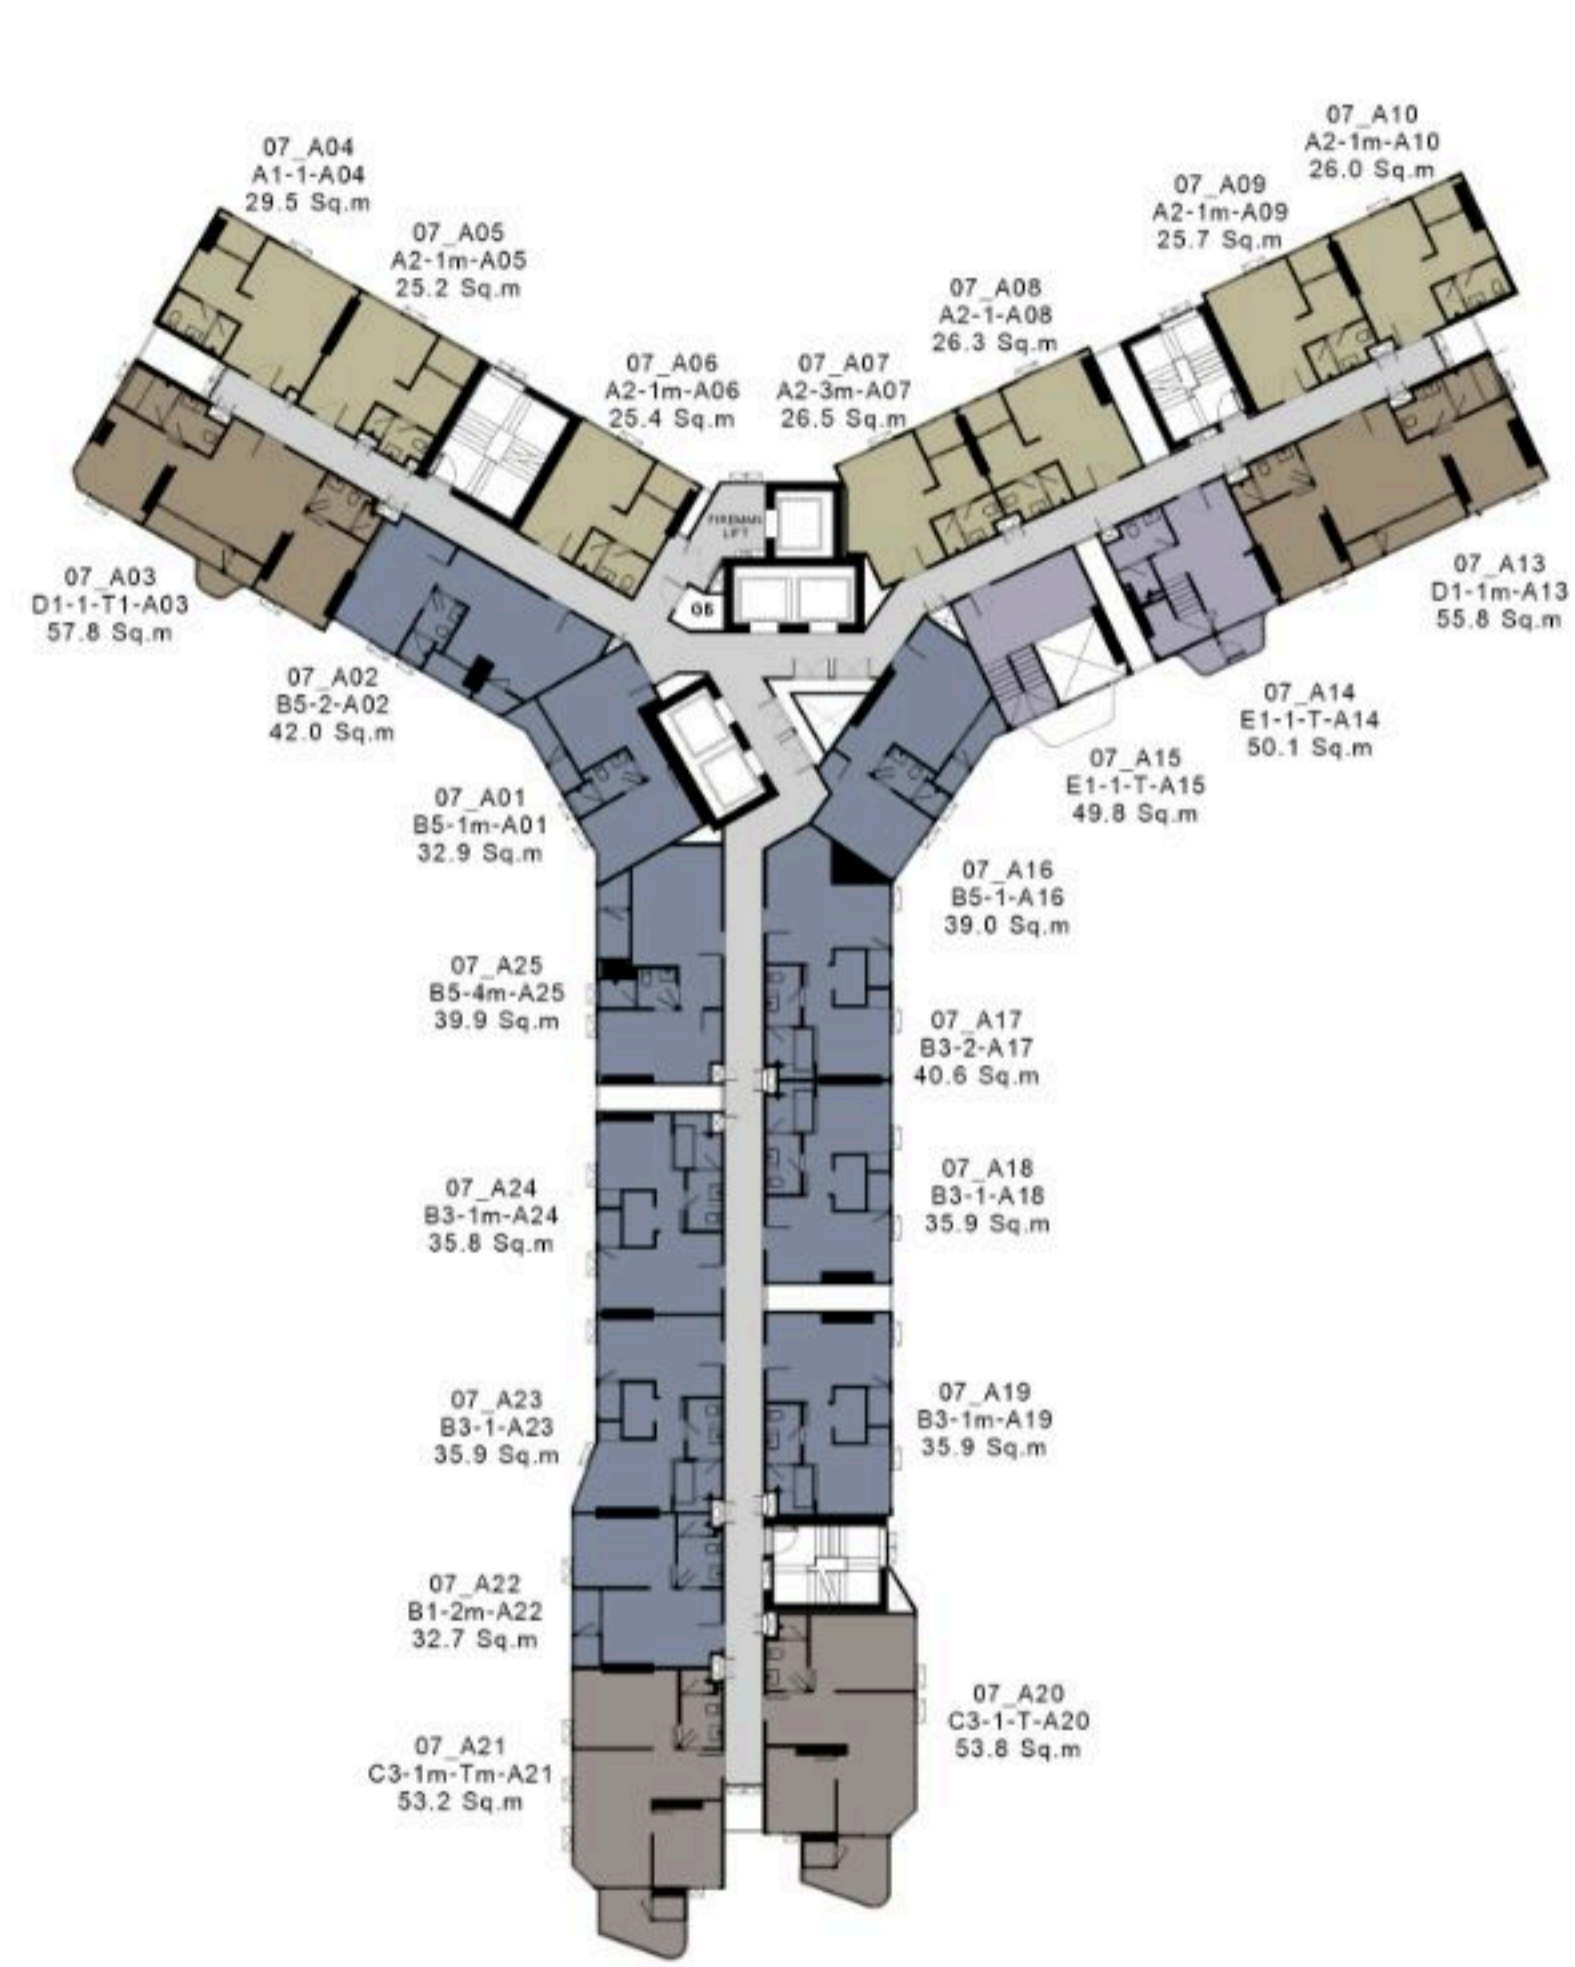 07_A10
A2-1m-A10
26.0 Sq.m
07_A04
A1-1-A04
29.5 Sq.m
07_A09
A2-1m-A09
25.7 Sq.m
07_A05
A2-1m-A05
25.2 Sq.m
07_A08
A2-1-A08
26.3 Sq.m
07_A06
A2-1m-A06
25.4 Sq.m
07_A07
A2-3m-A07
26.5 Sq.m
FIREMAN
LIFT
GB
07_A03
D1-1-T1-A03
57.8 Sq.m
07_A13
D1-1m-A13
55.8 Sq.m
07_A02
B5-2-A02
42.0 Sq.m
07_A14
E1-1-T-A14
50.1 Sq.m
07_A15
E1-1-T-A15
49.8 Sq.m
07_A01
B5-1m-A01
32.9 Sq.m
07_A16
B5-1-A16
39.0 Sq.m
07_A25
B5-4m-A25
39.9 Sq.m
07_A17
B3-2-A17
40.6 Sq.m
07_A18
B3-1-A18
35.9 Sq.m
07_A24
B3-1m-A24
35.8 Sq.m
07_A19
B3-1m-A19
35.9 Sq.m
07_A23
B3-1-A23
35.9 Sq.m
07_A22
B1-2m-A22
32.7 Sq.m
07_A20
C3-1-T-A20
53.8 Sq.m
07_A21
C3-1m-Tm-A21
53.2 Sq.m